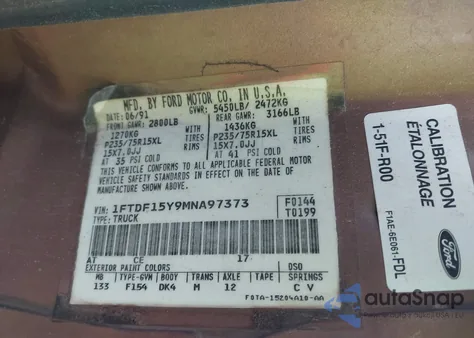 MFD. BY FORD MOTOR CO. IN U.S.A.
DATE: 06/91 GVWR: 5450LB/ 2472KG
FRONT GAWR: 2800LB REAR GAWR: 3166LB
1270KG WITH 1436KG WITH
P235/75R15XL TIRES P235/75R15XL TIRES
15X7.0JJ RIMS 15X7.0JJ RIMS
AT 35 PSI COLD AT 41 PSI COLD
THIS VEHICLE CONFORMS TO ALL APPLICABLE FEDERAL MOTOR
VEHICLE SAFETY STANDARDS IN EFFECT ON THE DATE OF
MANUFACTURE SHOWN ABOVE.
VIN: 1FTDF15Y9MNA97373 F0144
TYPE: TRUCK T0199
AT CE 17
EXTERIOR PAINT COLORS DSO
WB TYPE-GVW BODY TRANS AXLE TAPE SPRINGS
133 F154 DK4 M 12 C V
F0TA-15204A10-AA
CALIBRATION
ÉTALONNAGE
1-51F-R00
F1AE-6E061-FDL
Ford
autoSnap